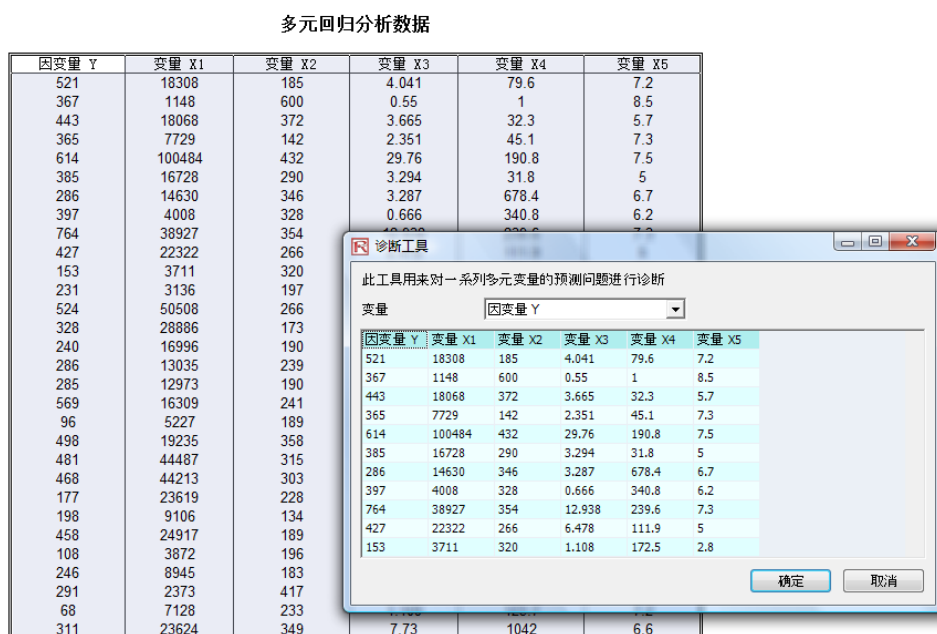 多元回归分析数据
因变量 Y 变量 X1 变量 X2 变量 X3 变量 X4 变量 X5
521 18308 185 4.041 79.6 7.2
367 1148 600 0.55 1 8.5
443 18068 372 3.665 32.3 5.7
365 7729 142 2.351 45.1 7.3
614 100484 432 29.76 190.8 7.5
385 16728 290 3.294 31.8 5
286 14630 346 3.287 678.4 6.7
397 4008 328 0.666 340.8 6.2
764 38927 354
427 22322 266
153 3711 320
231 3136 197
524 50508 266
328 28886 173
240 16996 190
286 13035 239
285 12973 190
569 16309 241
96 5227 189
498 19235 358
481 44487 315
468 44213 303
177 23619 228
198 9106 134
458 24917 189
108 3872 196
246 8945 183
291 2373 417
68 7128 233
311 23624 349 7.73 1042 6.6
诊断工具
此工具用来对一系列多元变量的预测问题进行诊断
变量 因变量 Y
因变量 Y 变量 X1 变量 X2 变量 X3 变量 X4 变量 X5
521 18308 185 4.041 79.6 7.2
367 1148 600 0.55 1 8.5
443 18068 372 3.665 32.3 5.7
365 7729 142 2.351 45.1 7.3
614 100484 432 29.76 190.8 7.5
385 16728 290 3.294 31.8 5
286 14630 346 3.287 678.4 6.7
397 4008 328 0.666 340.8 6.2
764 38927 354 12.938 239.6 7.3
427 22322 266 6.478 111.9 5
153 3711 320 1.108 172.5 2.8
确定 取消